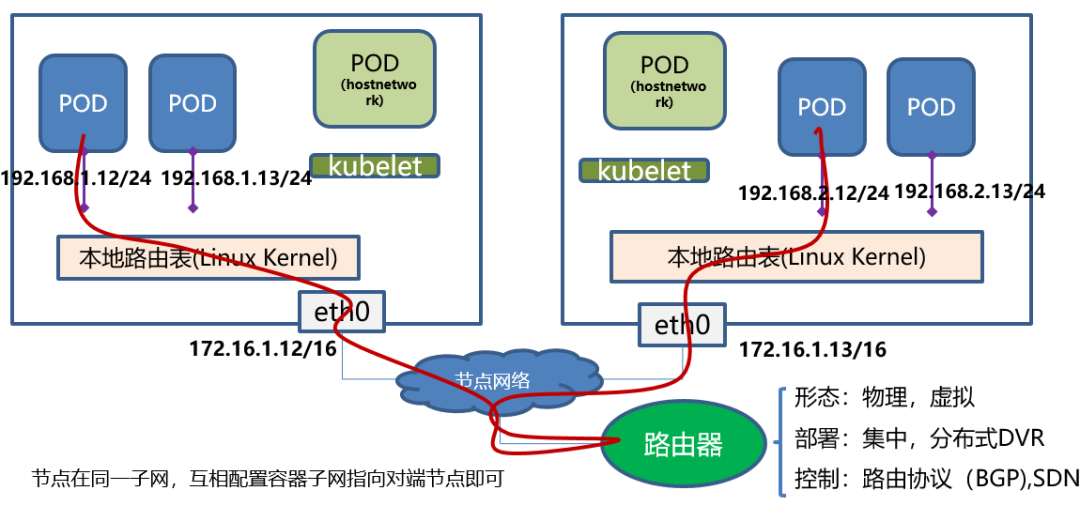 POD
POD
POD
(hostnetwo
rk)
kubelet
192.168.1.12/24
192.168.1.13/24
本地路由表(Linux Kernel)
eth0
172.16.1.12/16
POD
(hostnetwo
rk)
POD
POD
kubelet
192.168.2.12/24
192.168.2.13/24
本地路由表(Linux Kernel)
eth0
172.16.1.13/16
节点网络
路由器
形态：物理，虚拟
部署：集中，分布式DVR
控制：路由协议（BGP),SDN
节点在同一子网，互相配置容器子网指向对端节点即可